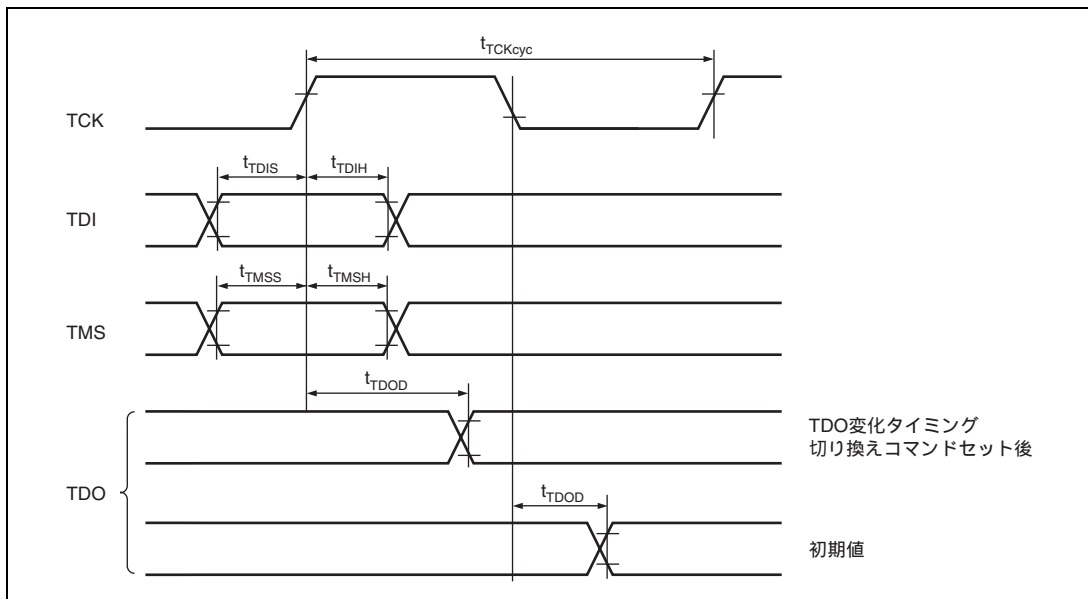 tTCKcyc
TCK
tTDIS
tTDIH
TDI
tTMSS
tTMSH
TMS
tTDOD
TDO変化タイミング
切り換えコマンドセット後
TDO
tTDOD
初期値